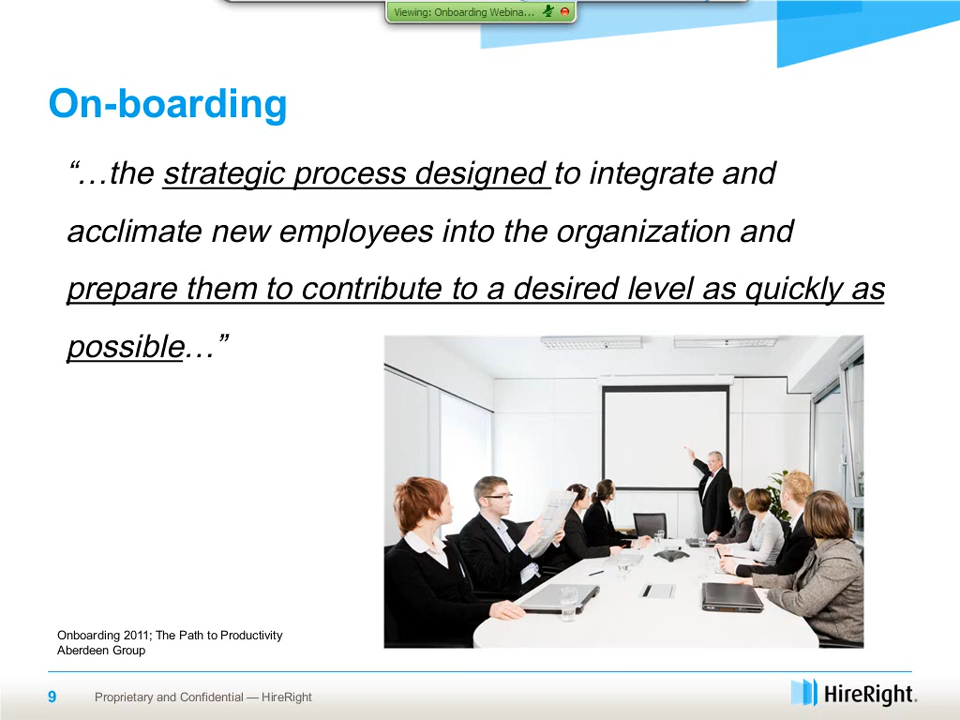 Viewing: Onboarding Webina...
On-boarding
“…the strategic process designed to integrate and
acclimate new employees into the organization and
prepare them to contribute to a desired level as quickly as
possible…”
Onboarding 2011; The Path to Productivity
Aberdeen Group
9 Proprietary and Confidential — HireRight
HireRight.